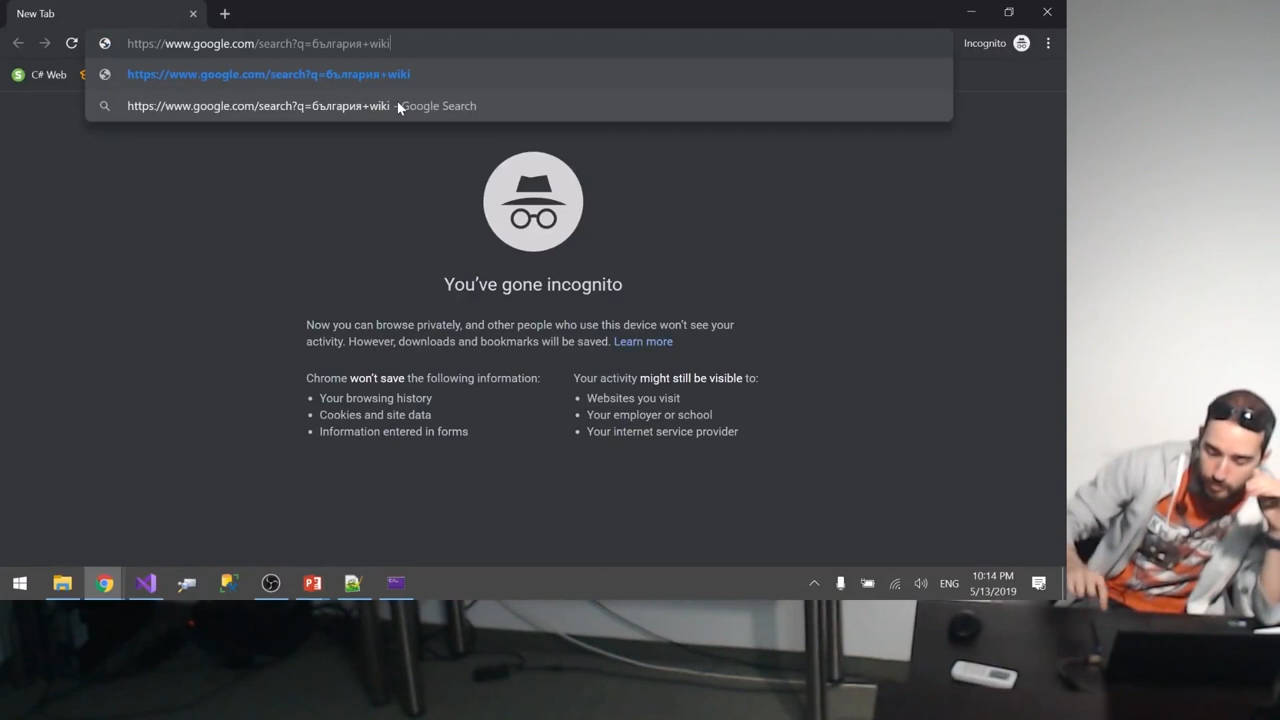 New Tab
https://www.google.com/search?q=българия+wiki
Incognito
C# Web
https://www.google.com/search?q=българия+wiki
https://www.google.com/search?q=българия+wiki - Google Search
You've gone incognito
Now you can browse privately, and other people who use this device won't see your
activity. However, downloads and bookmarks will be saved. Learn more
Chrome won't save the following information:
• Your browsing history
• Cookies and site data
• Information entered in forms
Your activity might still be visible to:
• Websites you visit
• Your employer or school
• Your internet service provider
ENG
10:14 PM
5/13/2019